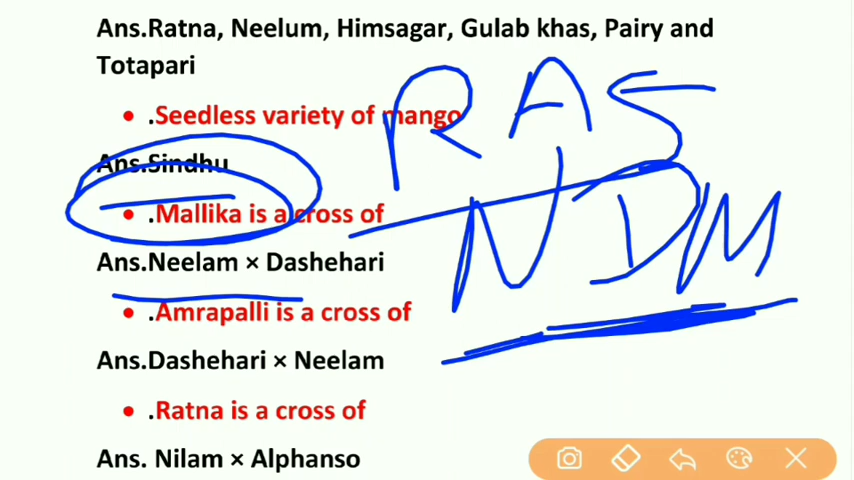 Ans.Ratna, Neelum, Himsagar, Gulab khas, Pairy and
Totapari
.Seedless variety of mango
RAS
Ans.Sindhu
.Mallika is a cross of
NDM
Ans.Neelam × Dashehari
.Amrapalli is a cross of
Ans.Dashehari × Neelam
.Ratna is a cross of
Ans. Nilam × Alphanso